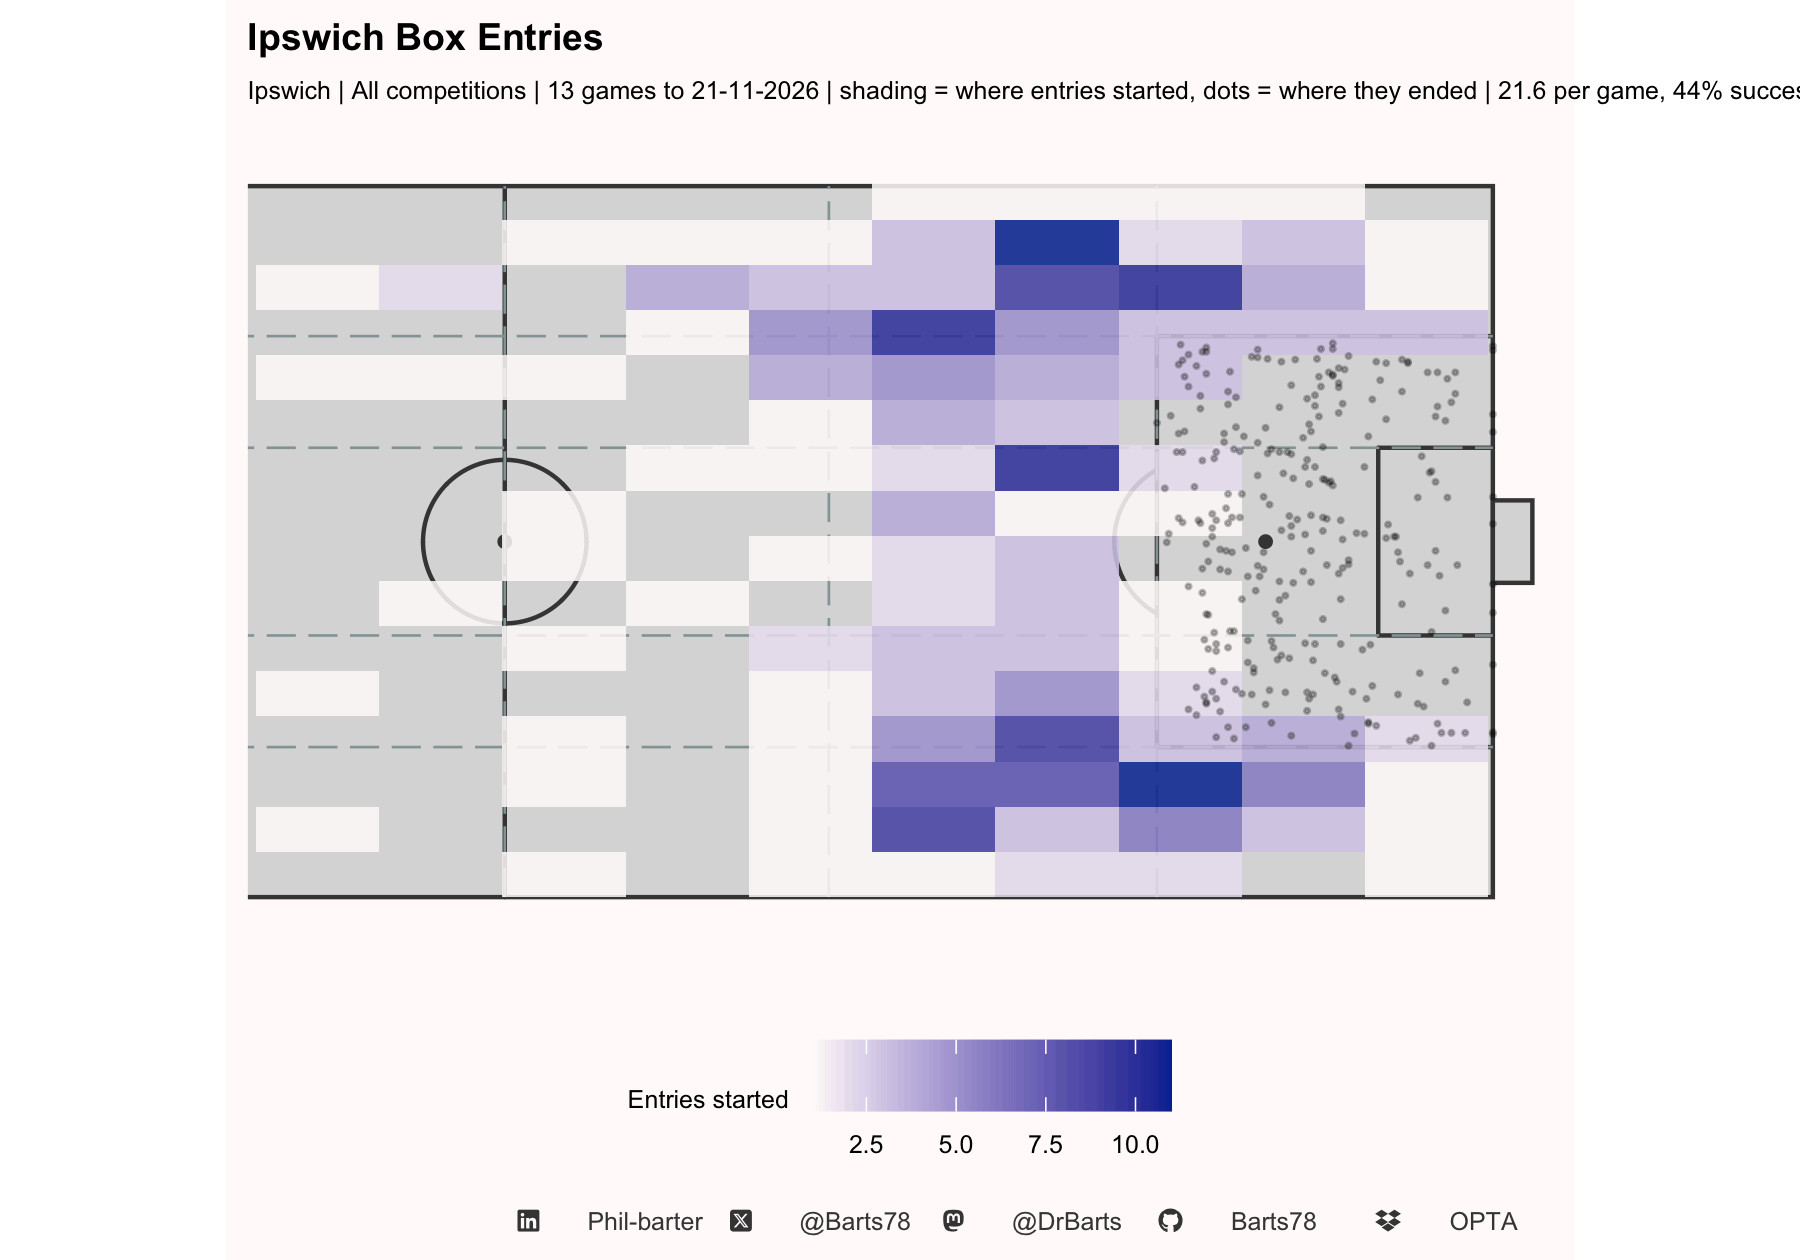 Ipswich Box Entries
Ipswich | All competitions | 13 games to 21-11-2026 | shading = where entries started, dots = where they ended | 21.6 per game, 44% succes
Entries started
2.5 5.0 7.5 10.0
Phil-barter @Barts78 @DrBarts Barts78 OPTA